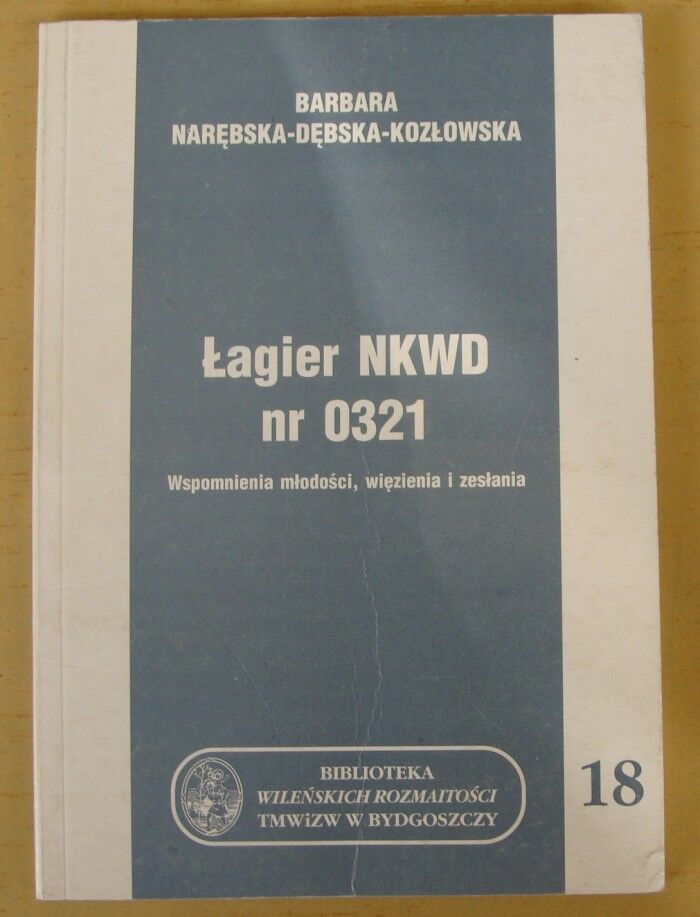 BARBARA
NARĘBSKA-DĘBSKA-KOZŁOWSKA
Łagier NKWD
nr 0321
Wspomnienia młodości, więzienia i zesłania
BIBLIOTEKA
WILEŃSKICH ROZMAITOŚCI
TMWiZW W BYDGOSZCZY
18